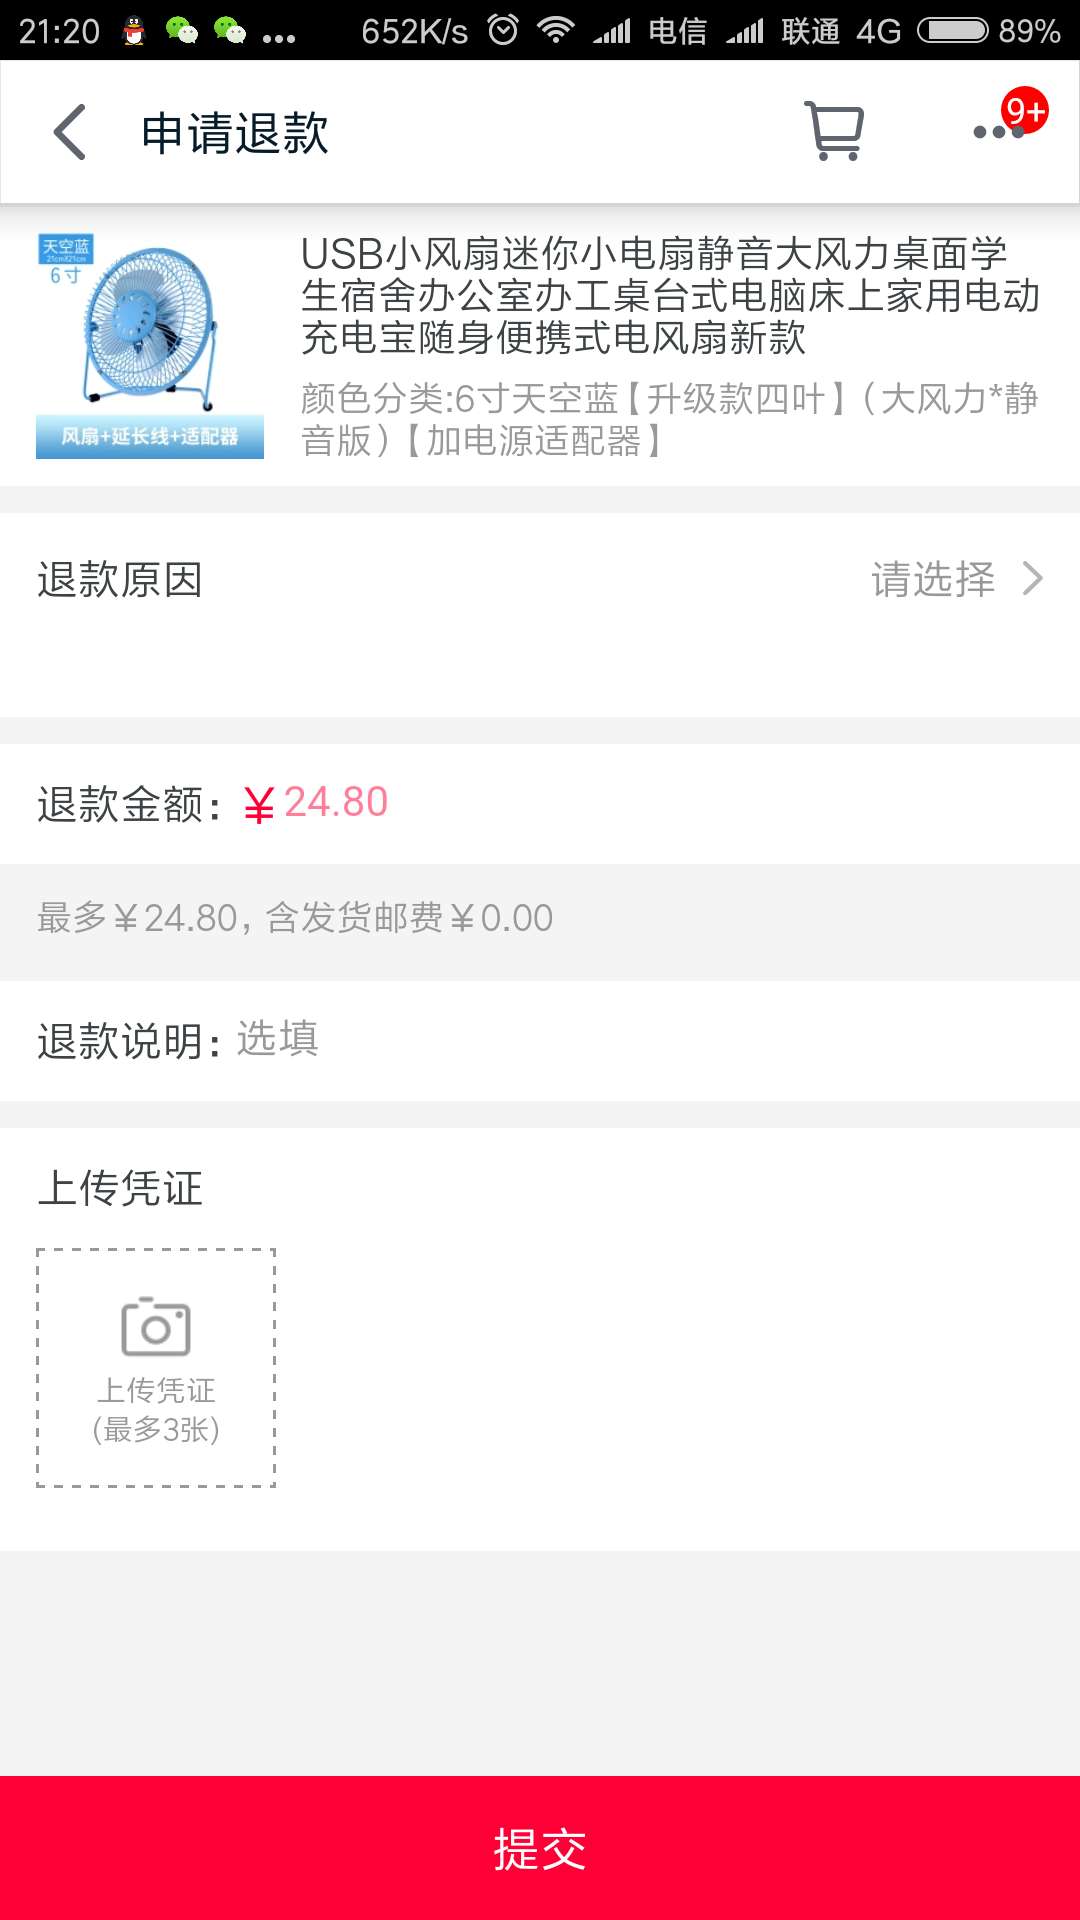 21:20 652K/s 电信 联通 4G 89%
申请退款 9+
天空蓝
21cmX21cm
6寸
风扇+延长线+适配器
USB小风扇迷你小电扇静音大风力桌面学
生宿舍办公室办工桌台式电脑床上家用电动
充电宝随身便携式电风扇新款
颜色分类:6寸天空蓝【升级款四叶】（大风力*静
音版）【加电源适配器】
退款原因 请选择
退款金额：￥24.80
最多￥24.80，含发货邮费￥0.00
退款说明：选填
上传凭证
上传凭证
(最多3张)
提交